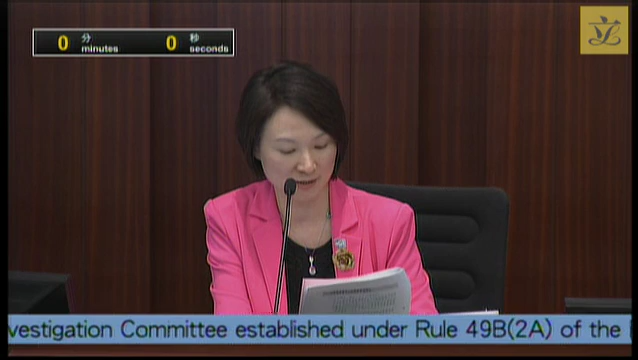 0 分 minutes 0 秒 seconds
vestigation Committee established under Rule 49B(2A) of the